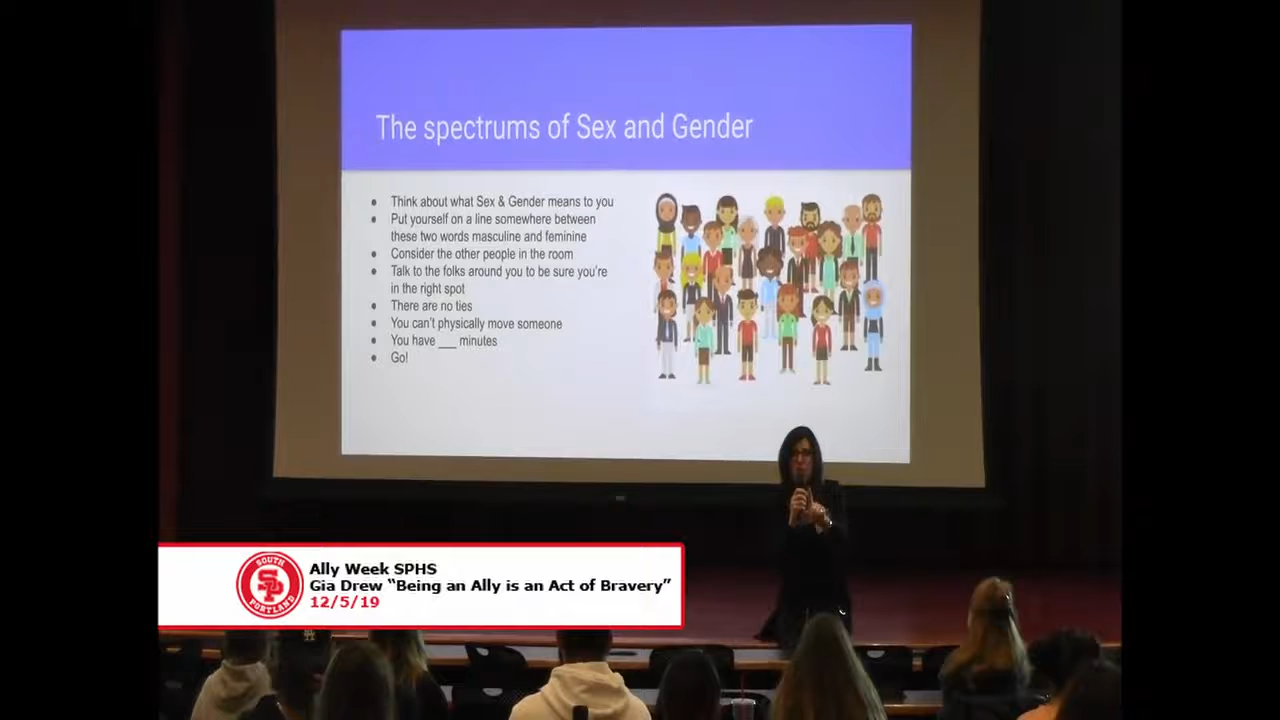 The spectrums of Sex and Gender
● Think about what Sex & Gender means to you
● Put yourself on a line somewhere between
these two words masculine and feminine
● Consider the other people in the room
● Talk to the folks around you to be sure you're
in the right spot
● There are no ties
● You can't physically move someone
● You have ___ minutes
● Go!
SOUTH
SP
PORTLAND
Ally Week SPHS
Gia Drew “Being an Ally is an Act of Bravery”
12/5/19